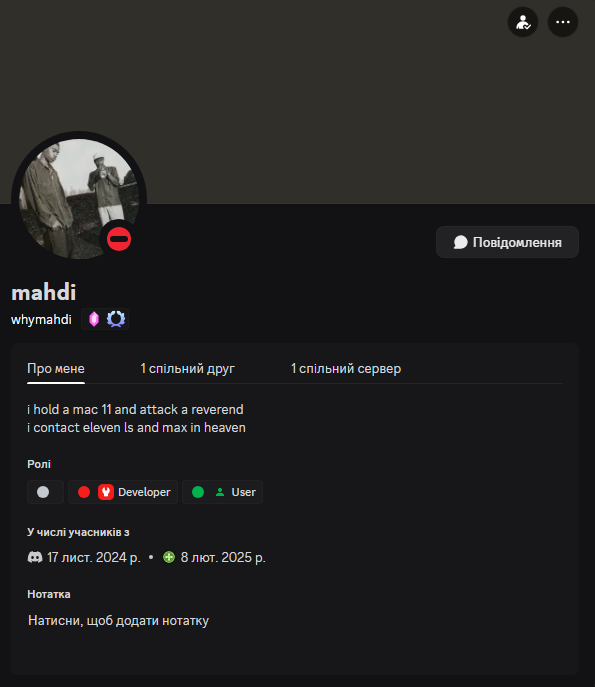 Повідомлення
mahdi
whymahdi
Про мене
1 спільний друг
1 спільний сервер
i hold a mac 11 and attack a reverend
i contact eleven ls and max in heaven
Ролі
Developer
User
У числі учасників з
17 лист. 2024 р. • 8 лют. 2025 р.
Нотатка
Натисни, щоб додати нотатку